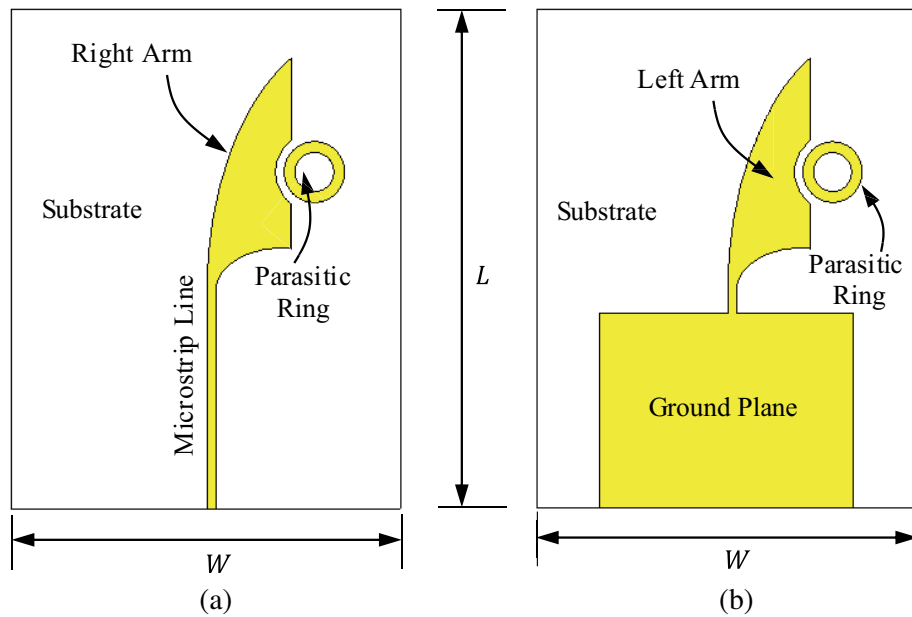 Right Arm
Substrate
Parasitic
Ring
Microstrip Line
W
(a)
L
Left Arm
Substrate
Parasitic
Ring
Ground Plane
W
(b)